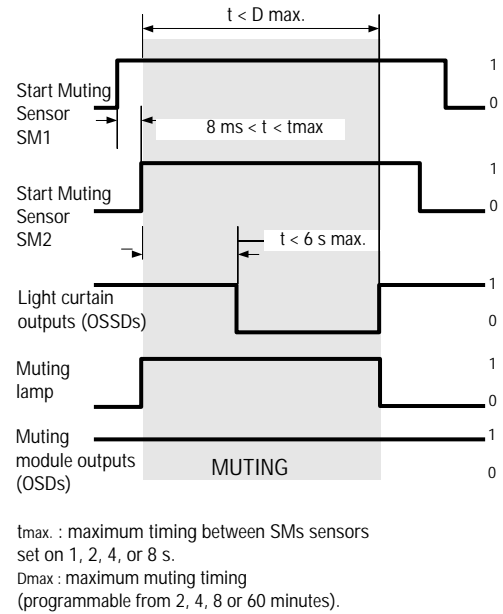 t < D max.
Start Muting
Sensor
SM1
1
0
8 ms < t < tmax
Start Muting
Sensor
SM2
1
0
t < 6 s max.
Light curtain
outputs (OSSDs)
1
0
Muting
lamp
1
0
Muting
module outputs
(OSDs)
1
0
MUTING
tmax. : maximum timing between SMs sensors
set on 1, 2, 4, or 8 s.
Dmax : maximum muting timing
(programmable from 2, 4, 8 or 60 minutes).